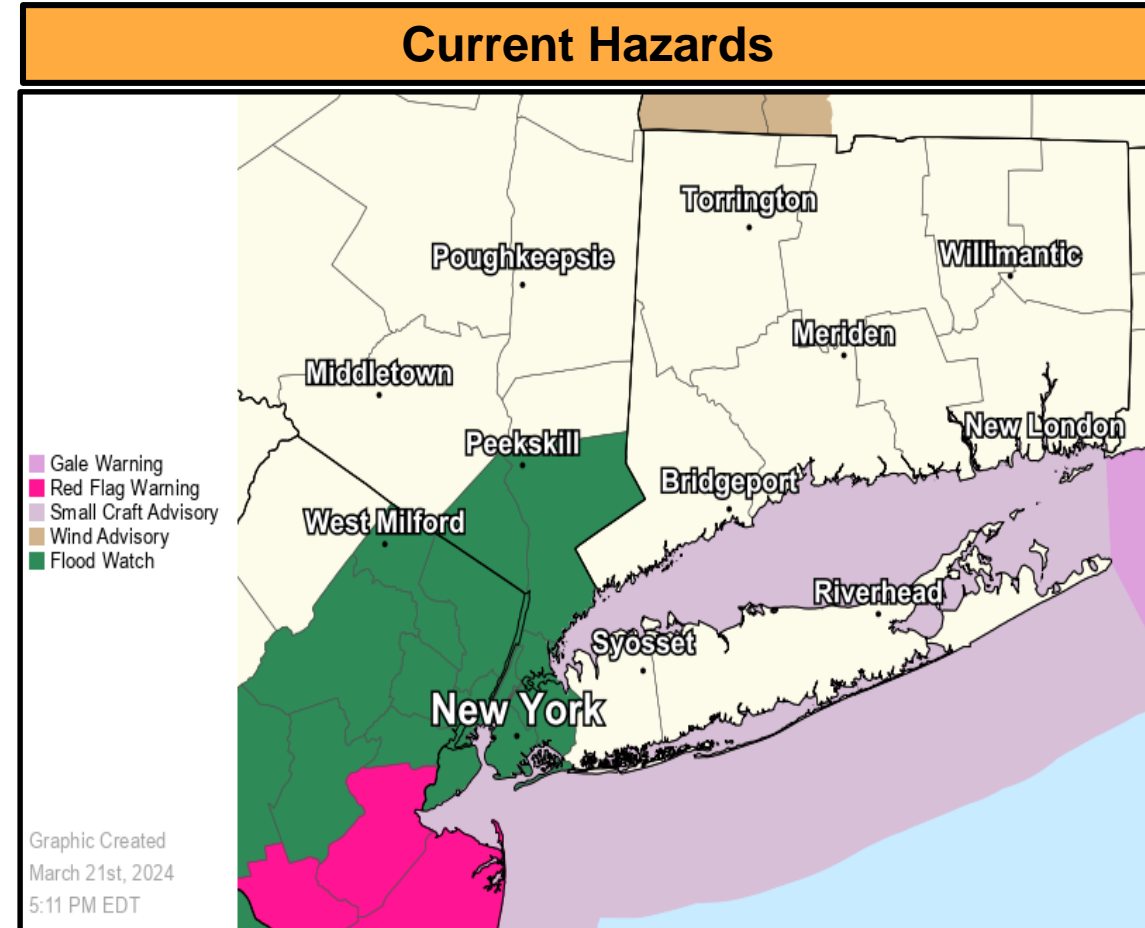 Current Hazards
Torrington
Willimantic
Poughkeepsie
Meriden
Middletown
New London
Peekskill
Bridgeport
Gale Warning
Red Flag Warning
Small Craft Advisory
Wind Advisory
Flood Watch
West Milford
Riverhead
Syosset
New York
Graphic Created
March 21st, 2024
5:11 PM EDT